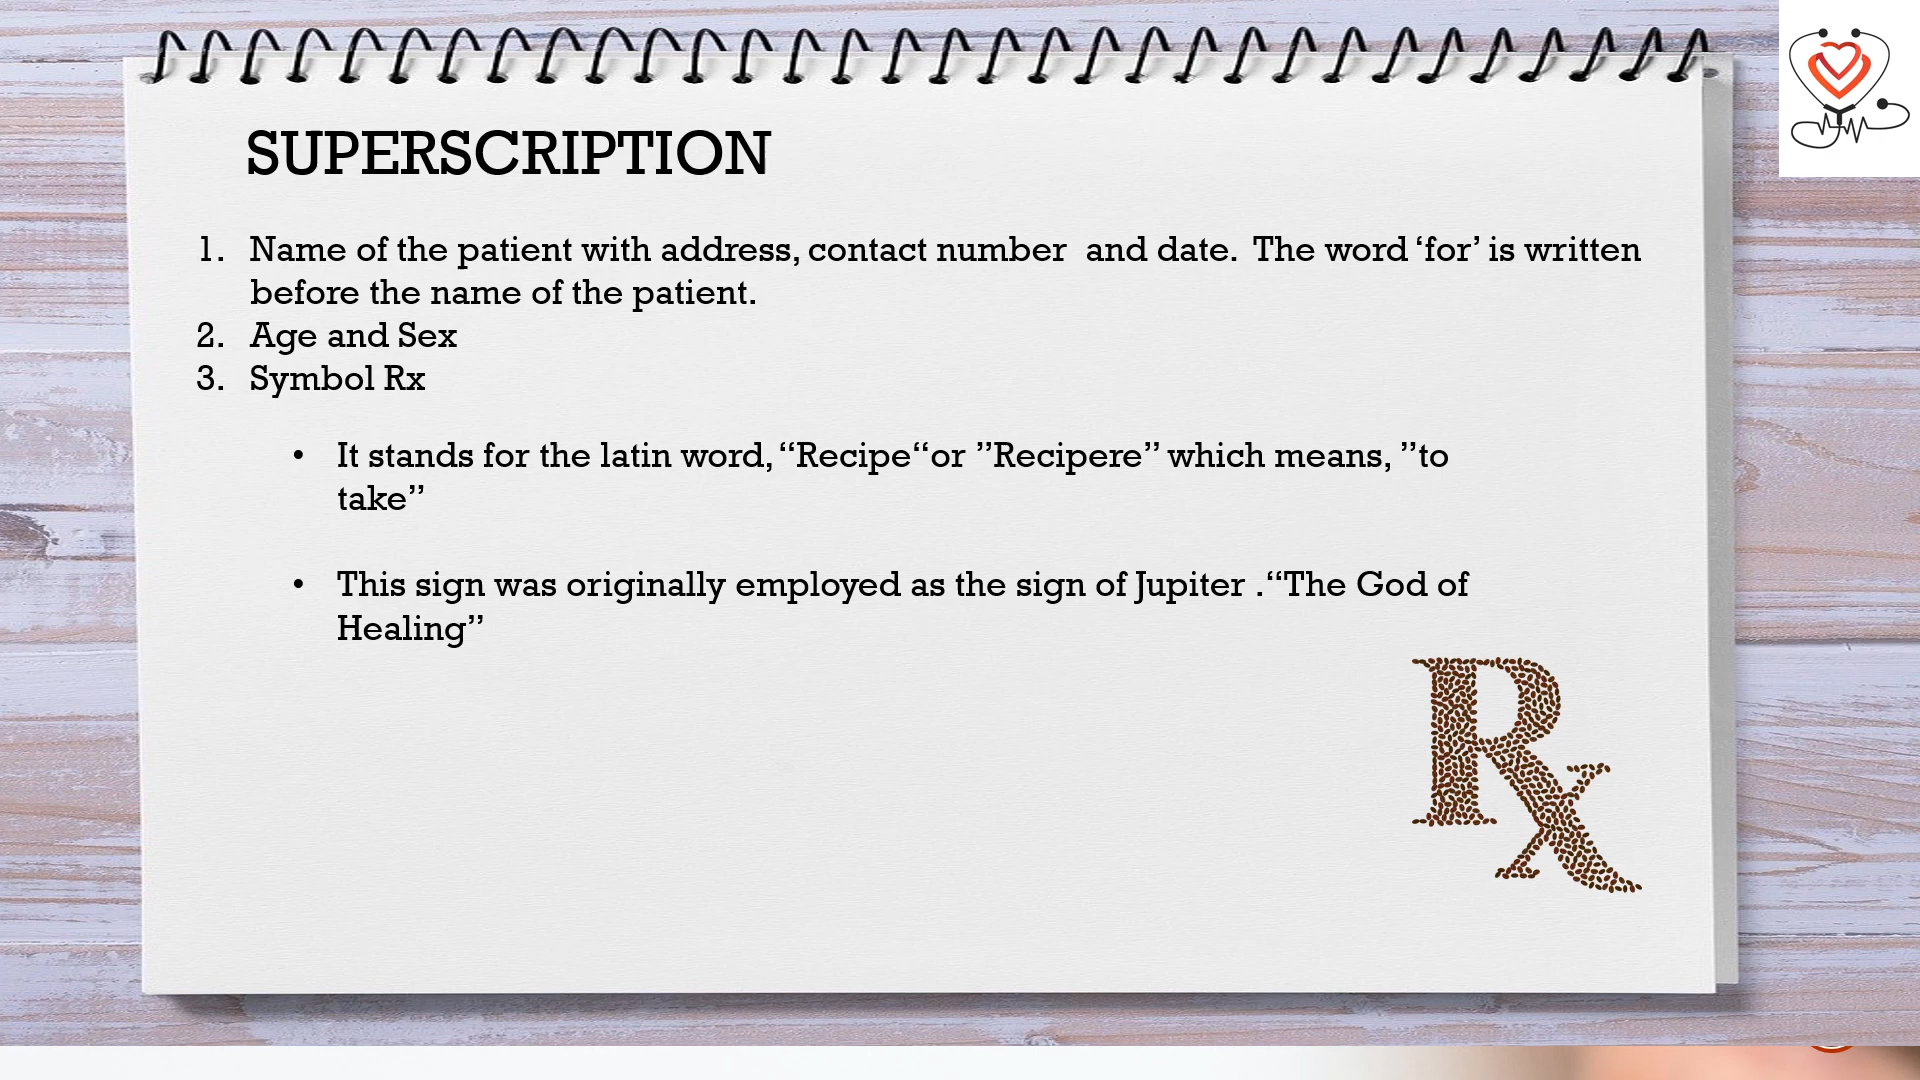 SUPERSCRIPTION
1. Name of the patient with address, contact number  and date.  The word ‘for’ is written
before the name of the patient.
2. Age and Sex
3. Symbol Rx
• It stands for the latin word, “Recipe“or ”Recipere” which means, ”to
take”
• This sign was originally employed as the sign of Jupiter .“The God of
Healing”
Rx